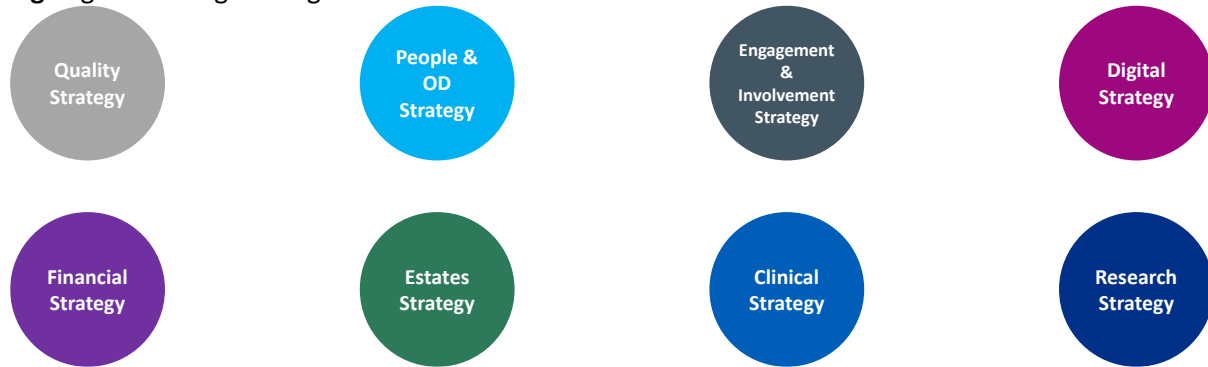 Quality
Strategy
People &
OD
Strategy
Engagement
&
Involvement
Strategy
Digital
Strategy
Financial
Strategy
Estates
Strategy
Clinical
Strategy
Research
Strategy